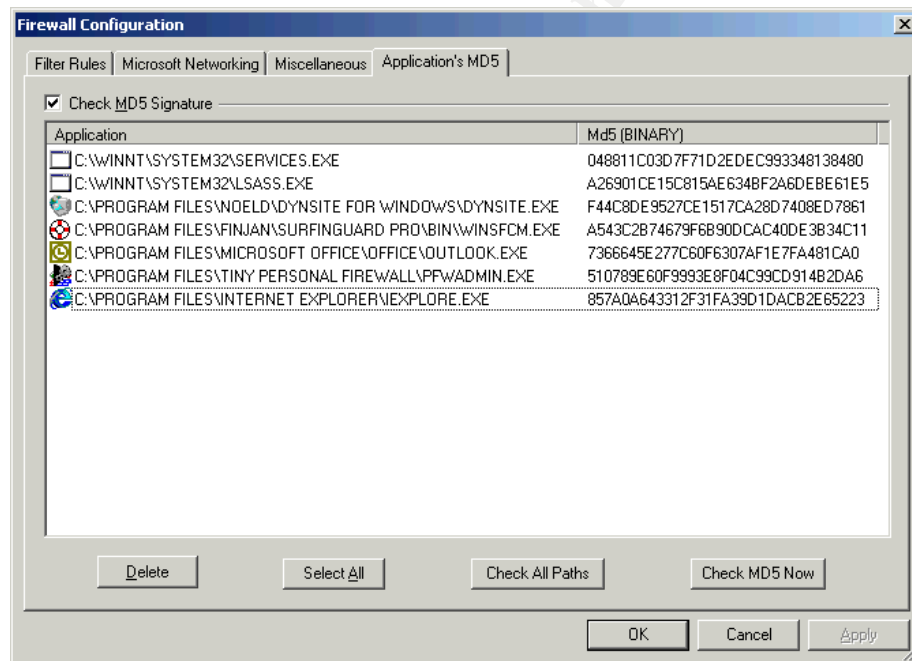 Firewall Configuration
Filter Rules Microsoft Networking Miscellaneous Application's MD5
Check MD5 Signature
Application Md5 (BINARY)
C:\WINNT\SYSTEM32\SERVICES.EXE 048811C03D7F71D2EDEC993348138480
C:\WINNT\SYSTEM32\LSASS.EXE A26901CE15C815AE634BF2A6DEBE61E5
C:\PROGRAM FILES\NOELD\DYNSITE FOR WINDOWS\DYNSITE.EXE F44C8DE9527CE1517CA28D7408ED7861
C:\PROGRAM FILES\FINJAN\SURFINGUARD PRO\BIN\WINSFCM.EXE A543C2B74679F6B90DCAC40DE3B34C11
C:\PROGRAM FILES\MICROSOFT OFFICE\OFFICE\OUTLOOK.EXE 7366645E277C60F6307AF1E7FA481CA0
C:\PROGRAM FILES\TINY PERSONAL FIREWALL\PFWADMIN.EXE 510789E60F9993E8F04C99CD914B2DA6
C:\PROGRAM FILES\INTERNET EXPLORER\IEXPLORE.EXE 857A0A643312F31FA39D1DACB2E65223
Delete Select All Check All Paths Check MD5 Now
OK Cancel Apply